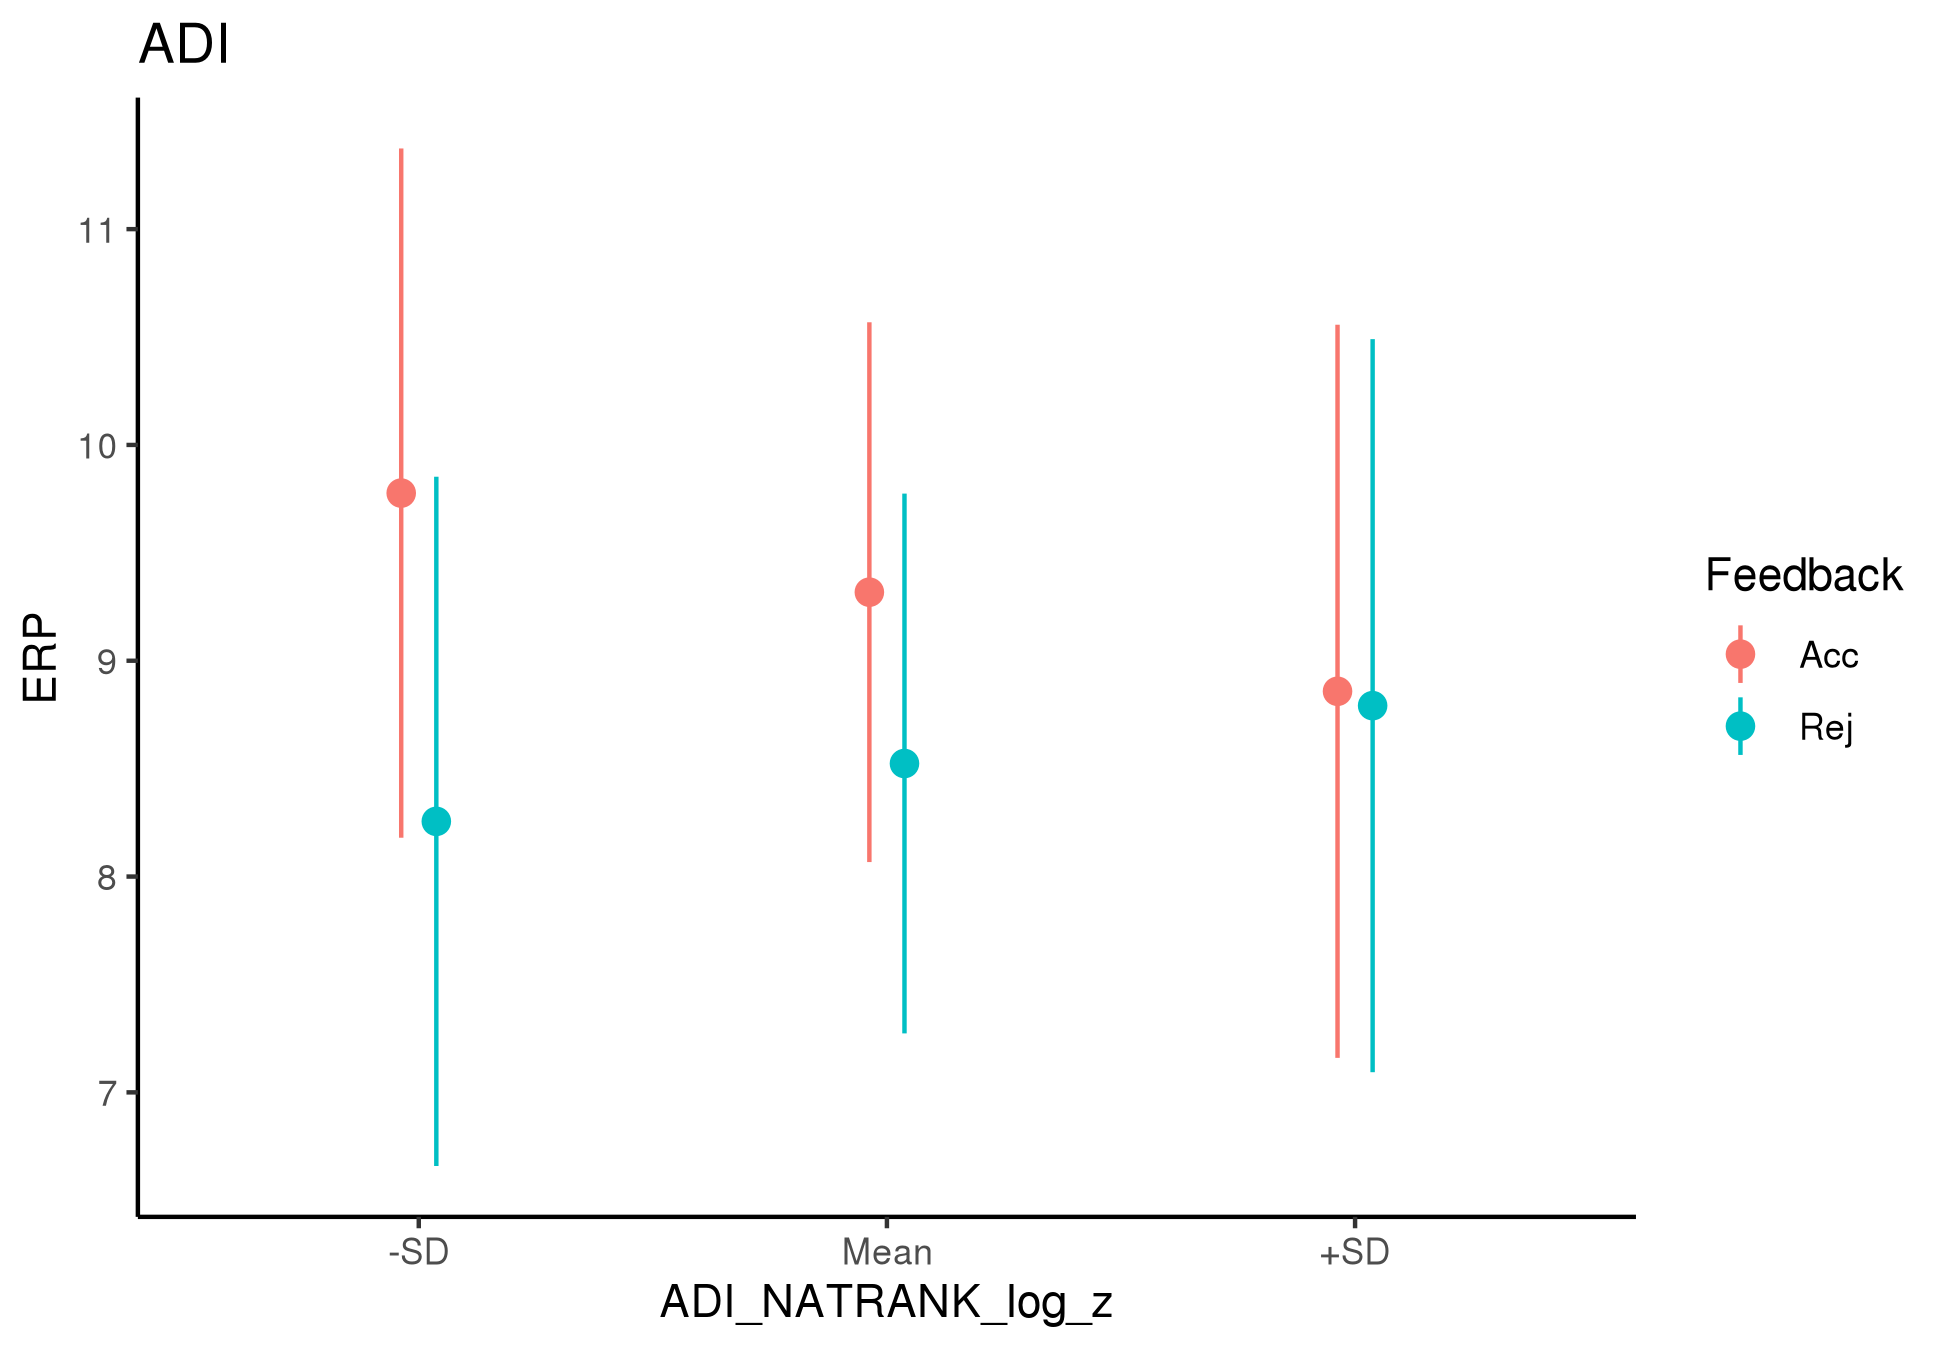 ADI
11
10
9
8
7
ERP
-SD
Mean
+SD
ADI_NATRANK_log_z
Feedback
Acc
Rej